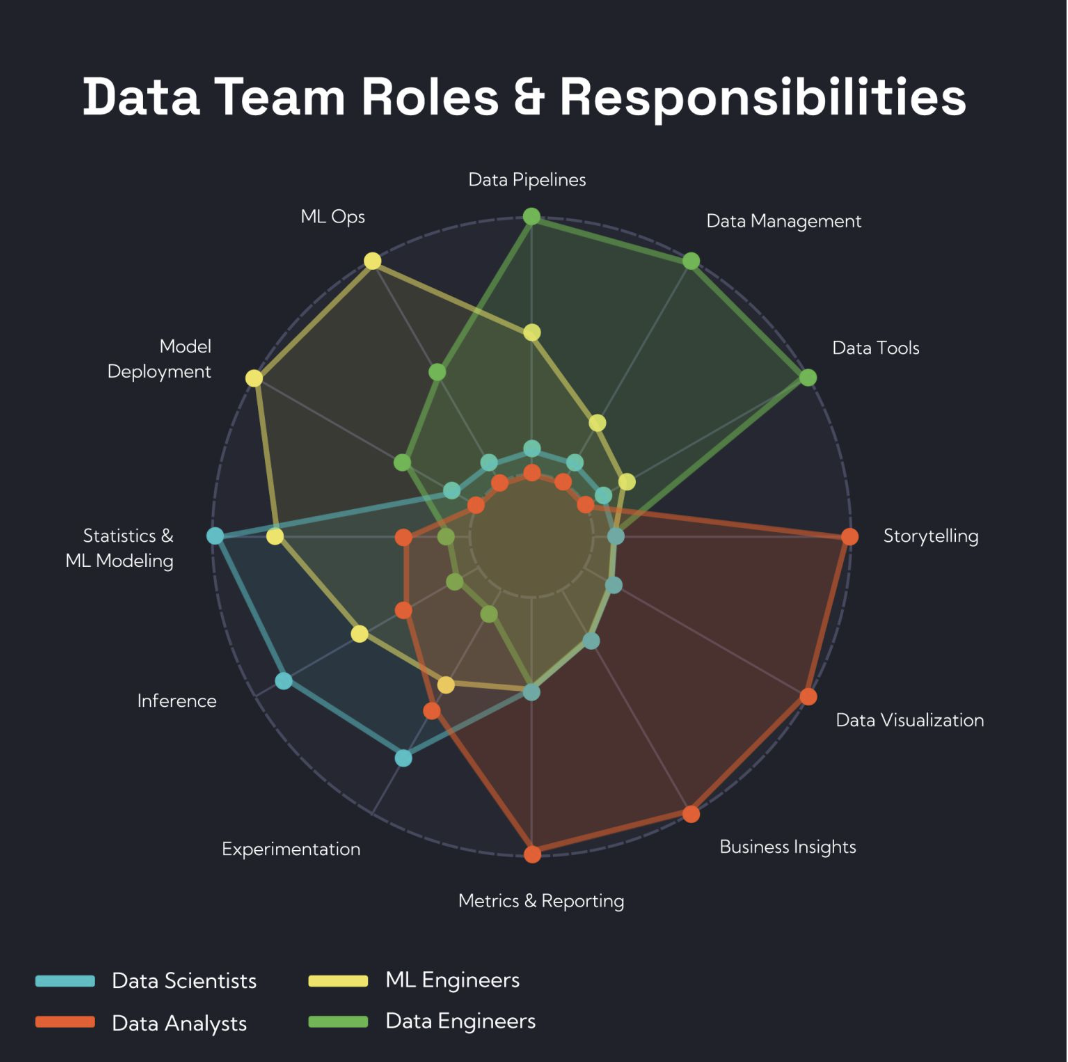 Data Team Roles & Responsibilities
Data Pipelines
ML Ops
Data Management
Model
Deployment
Data Tools
Statistics &
ML Modeling
Storytelling
Inference
Data Visualization
Experimentation
Business Insights
Metrics & Reporting
Data Scientists
ML Engineers
Data Analysts
Data Engineers